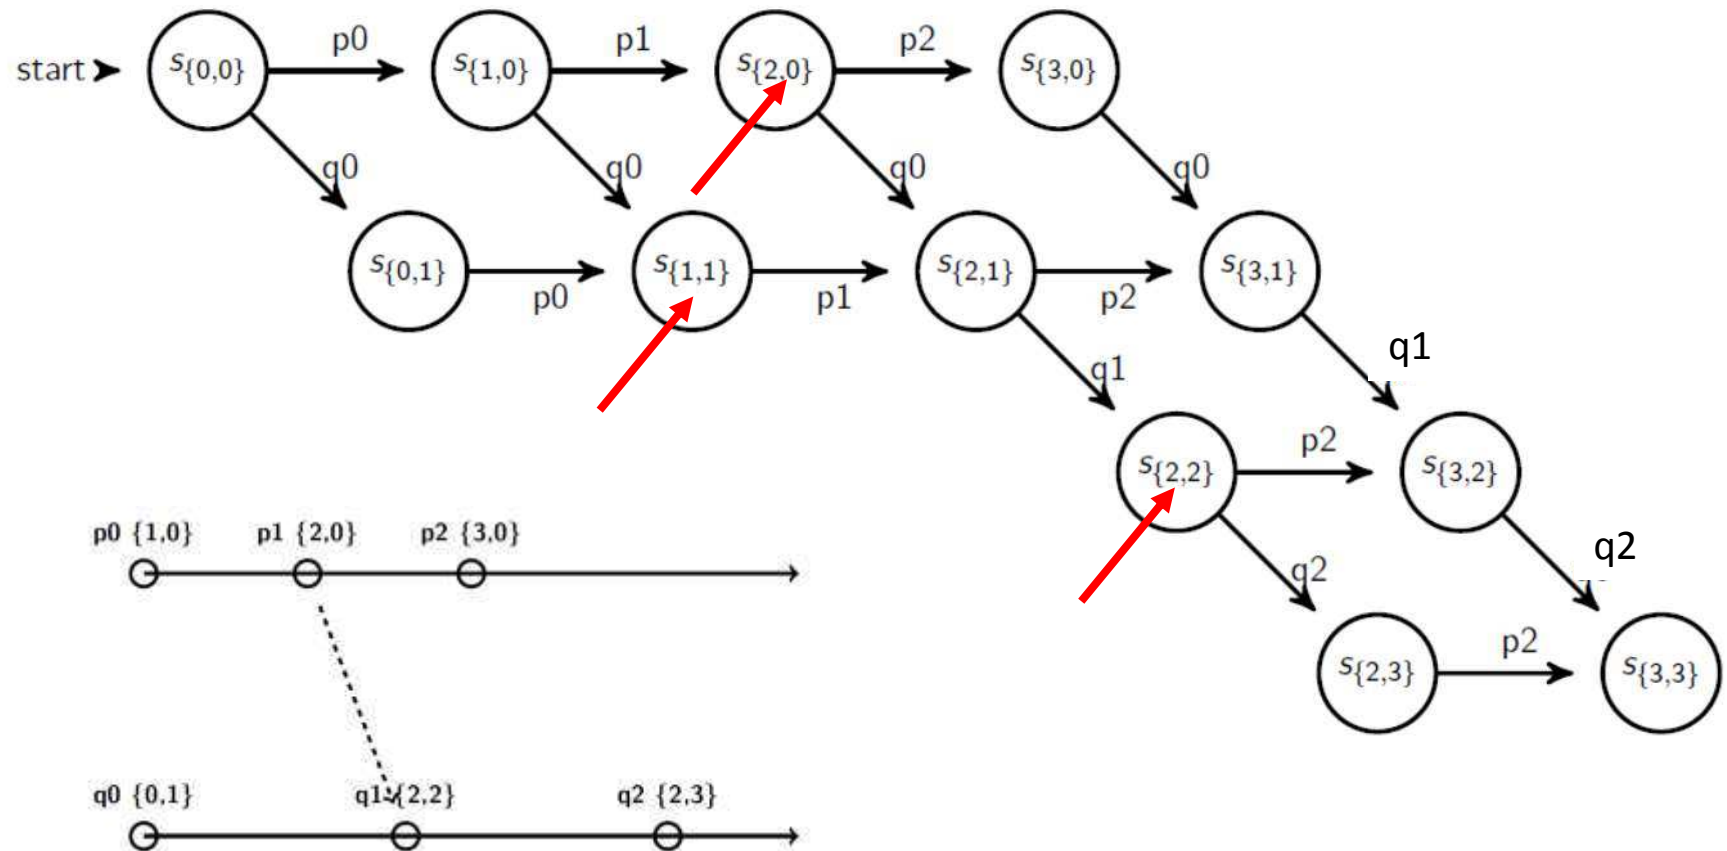 p0 p1 p2
start S{0,0} S{1,0} S{2,0} S{3,0}
q0 q0 q0 q0
S{0,1} S{1,1} S{2,1} S{3,1}
p0 p1 p2
q1 q1
p2
S{2,2} S{3,2}
p0 {1,0} p1 {2,0} p2 {3,0}
q2 q2
p2
S{2,3} S{3,3}
q0 {0,1} q1 {2,2} q2 {2,3}